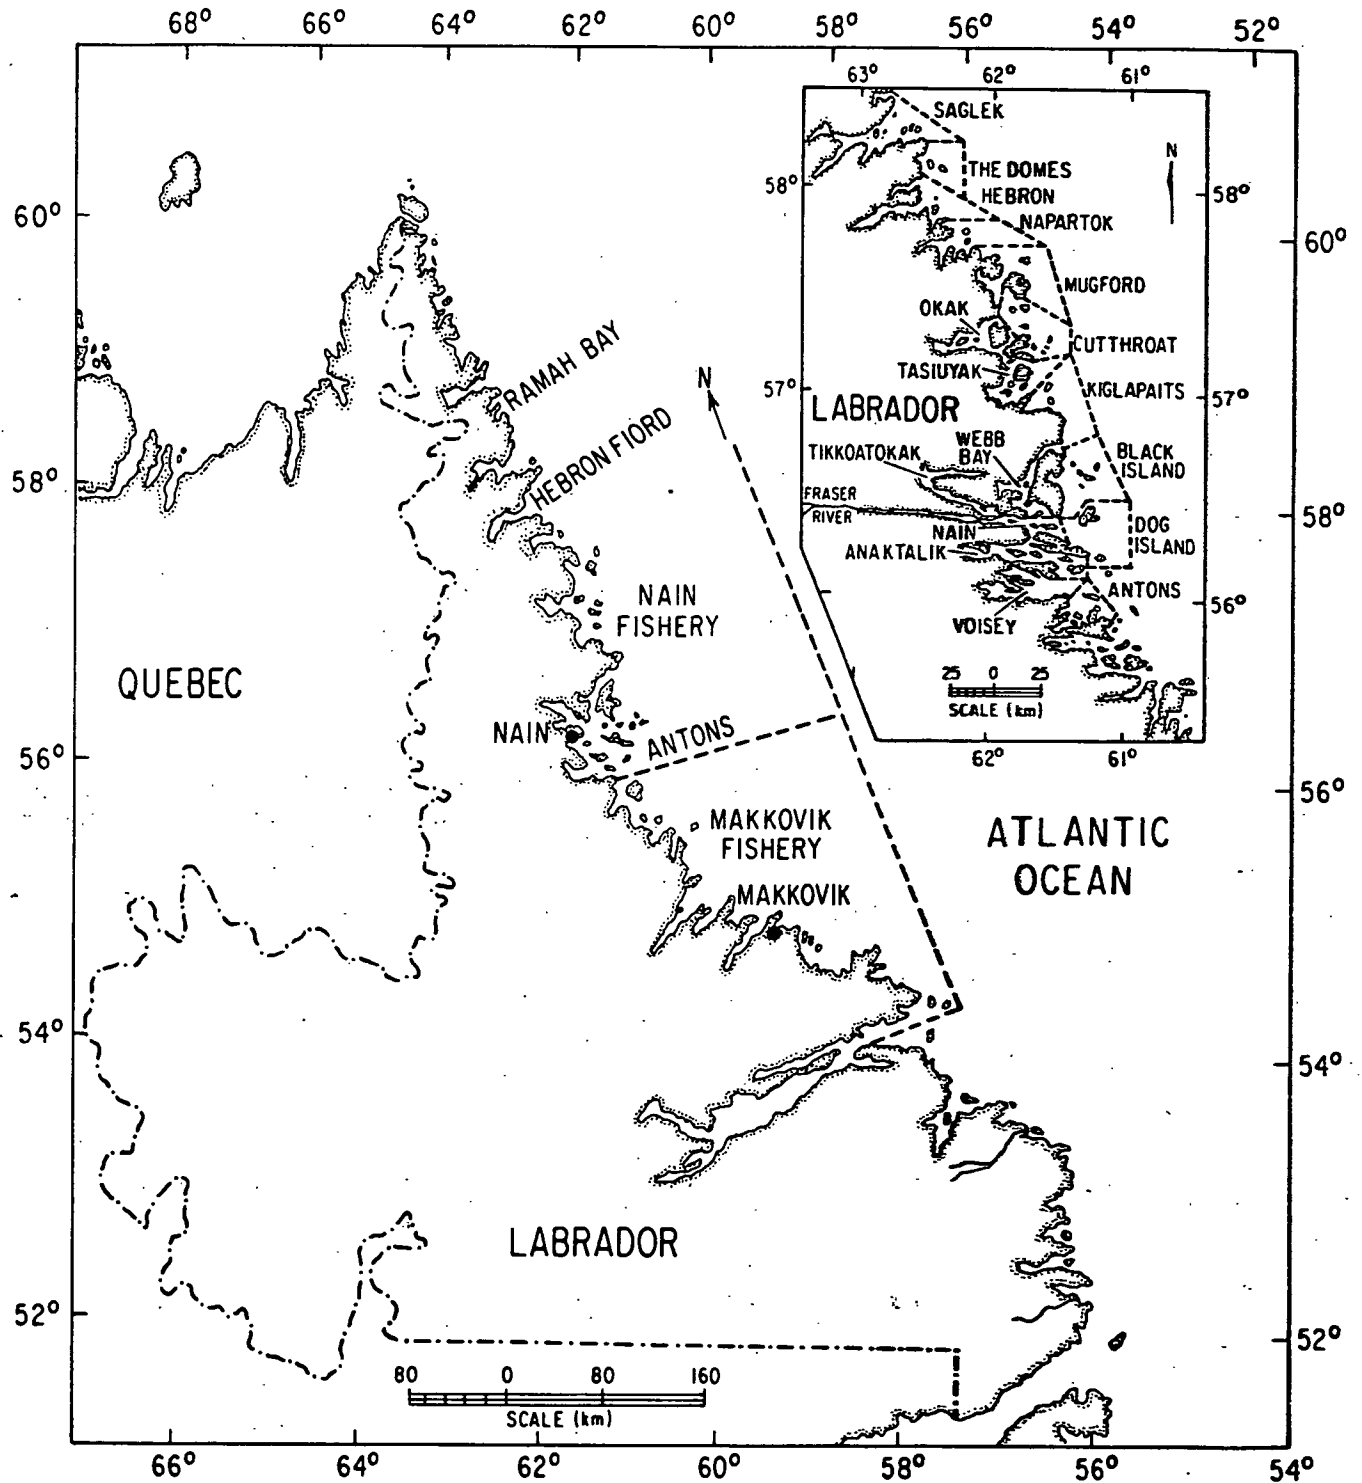 68° 66° 64° 62° 60° 58° 56° 54° 52°
63° 62° 61°
SAGLEK
N
THE DOMES
58° 58°
HEBRON
NAPARTOK
60° 60°
MUGFORD
OKAK
CUTTHROAT
TASIUYAK
KIGLAPAITS
57° 57°
RAMAH BAY
N
LABRADOR
HEBRON FIORD
WEBB
BAY
TIKKOATOKAK
BLACK
ISLAND
58° 58°
FRASER
RIVER
NAIN
DOG
ISLAND
ANAKTALIK
ANTONS
56°
VOISEY
NAIN
FISHERY
25 0 25
SCALE (km)
62° 61°
QUEBEC
NAIN
ANTONS
56° 56°
MAKKOVIK
FISHERY
ATLANTIC
OCEAN
MAKKOVIK
54° 54°
LABRADOR
52° 52°
80 0 80 160
SCALE (km)
66° 64° 62° 60° 58° 56° 54°